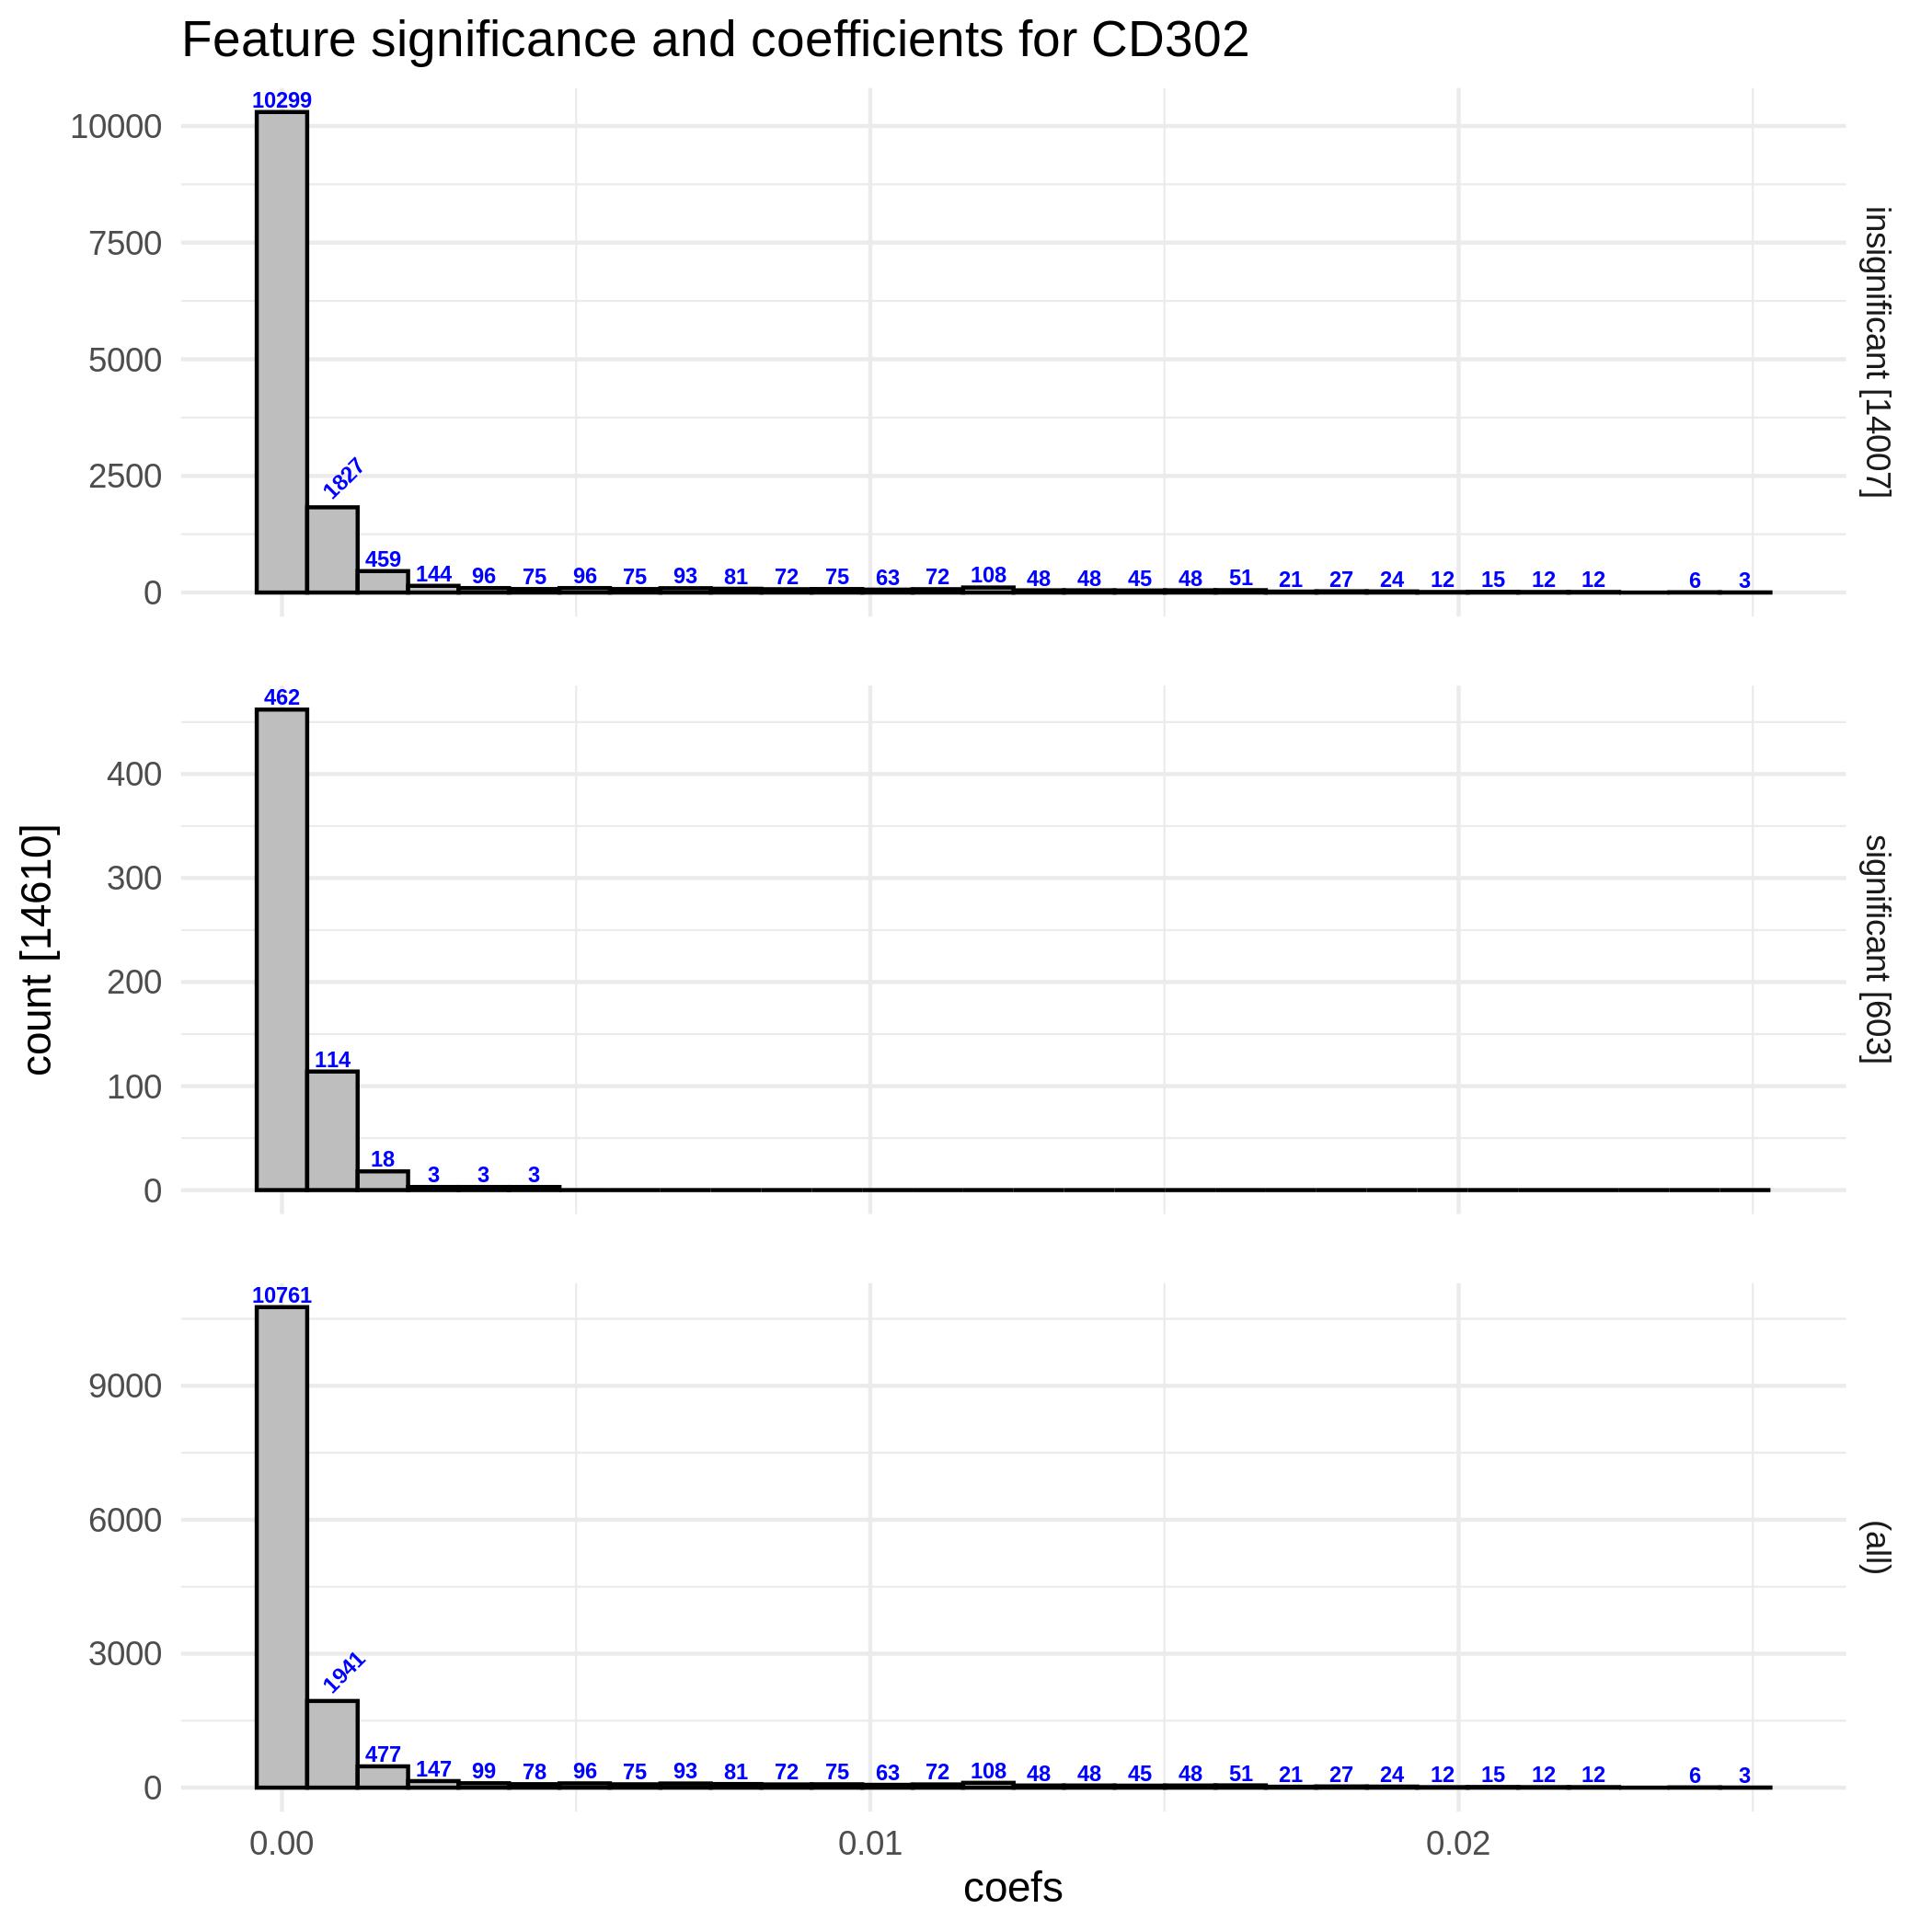 Feature significance and coefficients for CD302
10299
10000
7500
5000
2500
0
1827
459 144 96 75 96 75 93 81 72 75 63 72 108 48 48 45 48 51 21 27 24 12 15 12 12 6 3
insignificant [14007]
462
400
300
200
100
0
114
18 3 3 3
significant [603]
count [14610]
10761
9000
6000
3000
0
1941
477 147 99 78 96 75 93 81 72 75 63 72 108 48 48 45 48 51 21 27 24 12 15 12 12 6 3
(all)
0.00 0.01 0.02
coefs